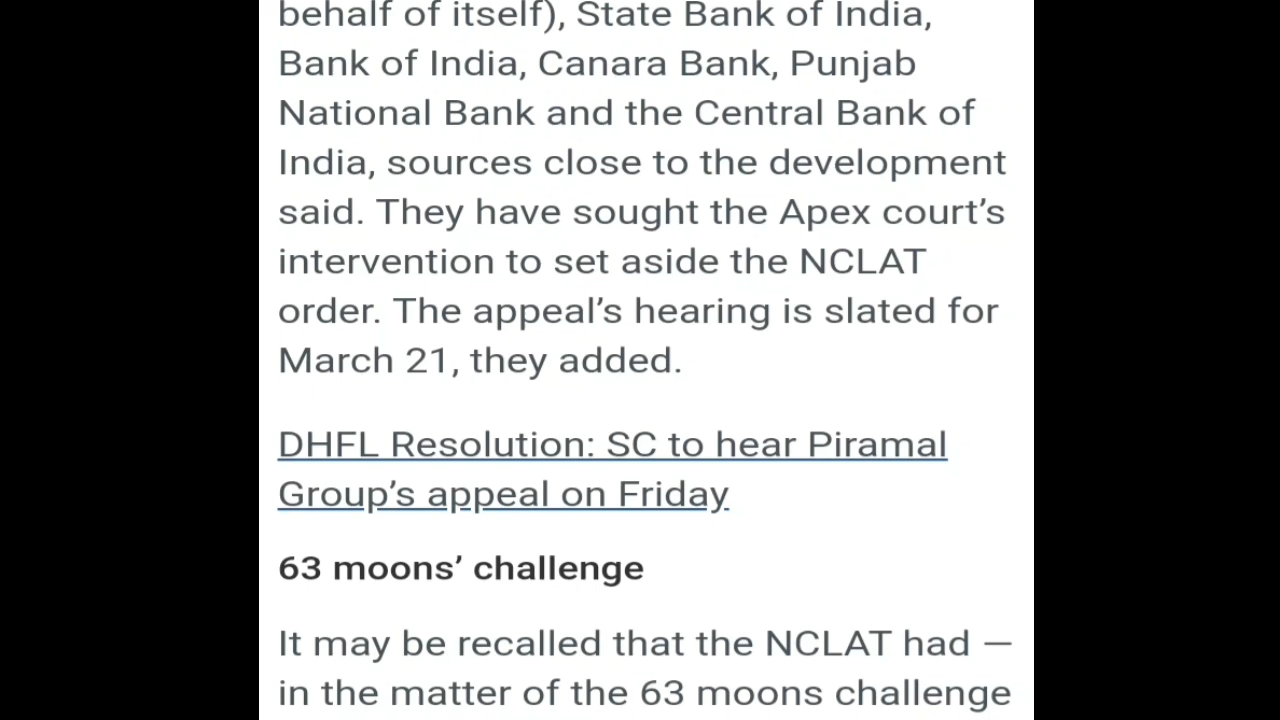 behalf of itself), State Bank of India,
Bank of India, Canara Bank, Punjab
National Bank and the Central Bank of
India, sources close to the development
said. They have sought the Apex court’s
intervention to set aside the NCLAT
order. The appeal’s hearing is slated for
March 21, they added.
DHFL Resolution: SC to hear Piramal
Group’s appeal on Friday
63 moons’ challenge
It may be recalled that the NCLAT had —
in the matter of the 63 moons challenge